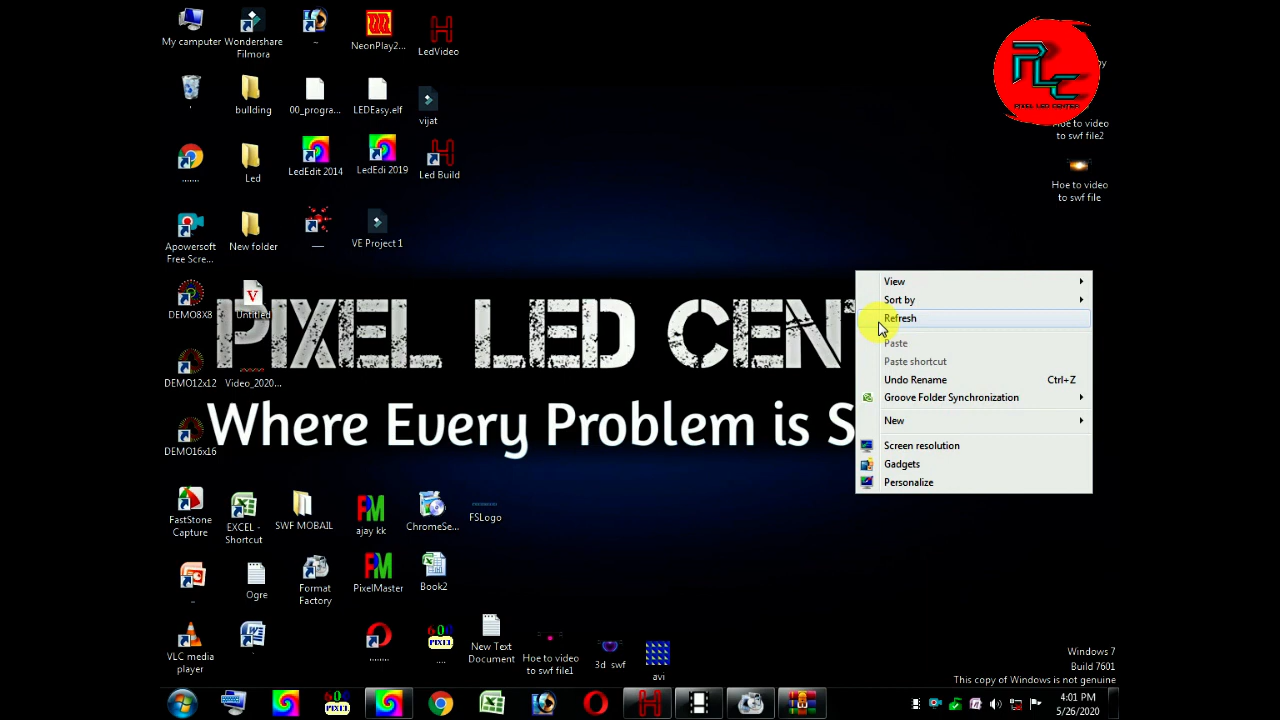 My computer
Wondershare
Filmora
~
NeonPlay2...
LedVideo
PLC
PIXEL LED CENTER
Hoe to video
to swf file2
bullding
00_progra...
LEDEasy.elf
vijat
Hoe to video
to swf file
.......
Led
LedEdit 2014
LedEdi 2019
Led Build
Apowersoft
Free Scre...
New folder
VE Project 1
DEMO8X8
Untitled
PIXEL LED CENT
Where Every Problem is S
DEMO12x12
Video_2020...
DEMO16x16
View
Sort by
Refresh
Paste
Paste shortcut
Undo Rename Ctrl+Z
Groove Folder Synchronization
New
Screen resolution
Gadgets
Personalize
FastStone
Capture
EXCEL -
Shortcut
SWF MOBAIL
ajay kk
ChromeSe...
FSLogo
Ogre
Format
Factory
PixelMaster
Book2
VLC media
player
........
....
New Text
Document
Hoe to video
to swf file1
3d swf
avi
Windows 7
Build 7601
This copy of Windows is not genuine
4:01 PM
5/26/2020